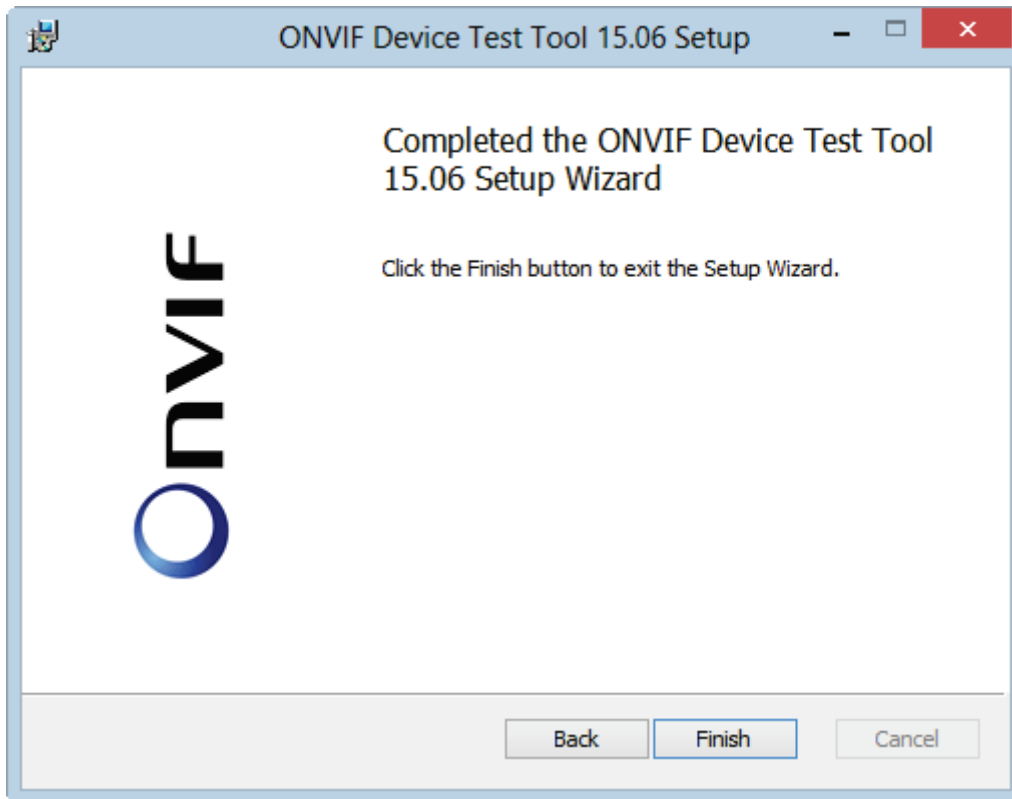 ONVIF Device Test Tool 15.06 Setup
Completed the ONVIF Device Test Tool
15.06 Setup Wizard
Click the Finish button to exit the Setup Wizard.
Onvif
Back
Finish
Cancel